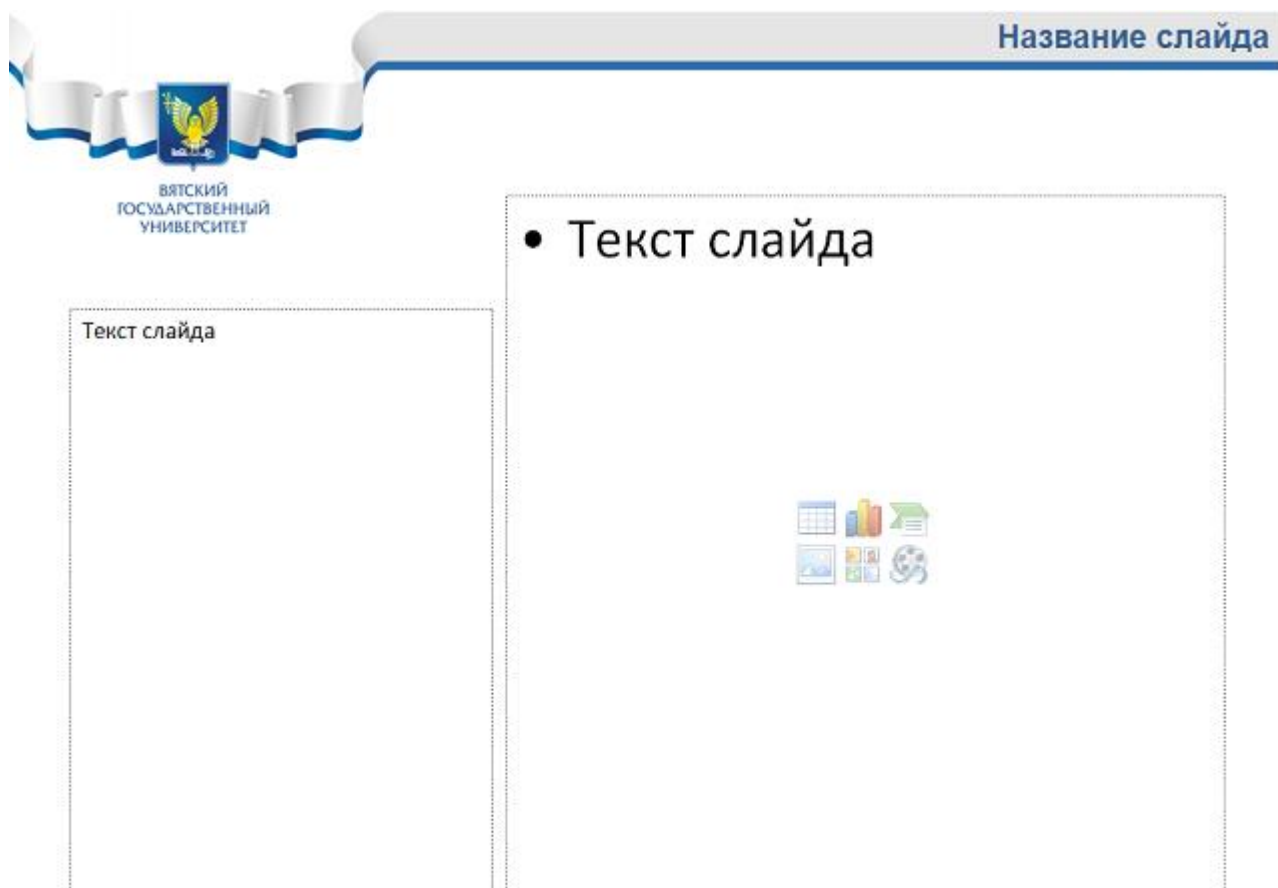 Название слайда
ВЯТСКИЙ
ГОСУДАРСТВЕННЫЙ
УНИВЕРСИТЕТ
• Текст слайда
Текст слайда